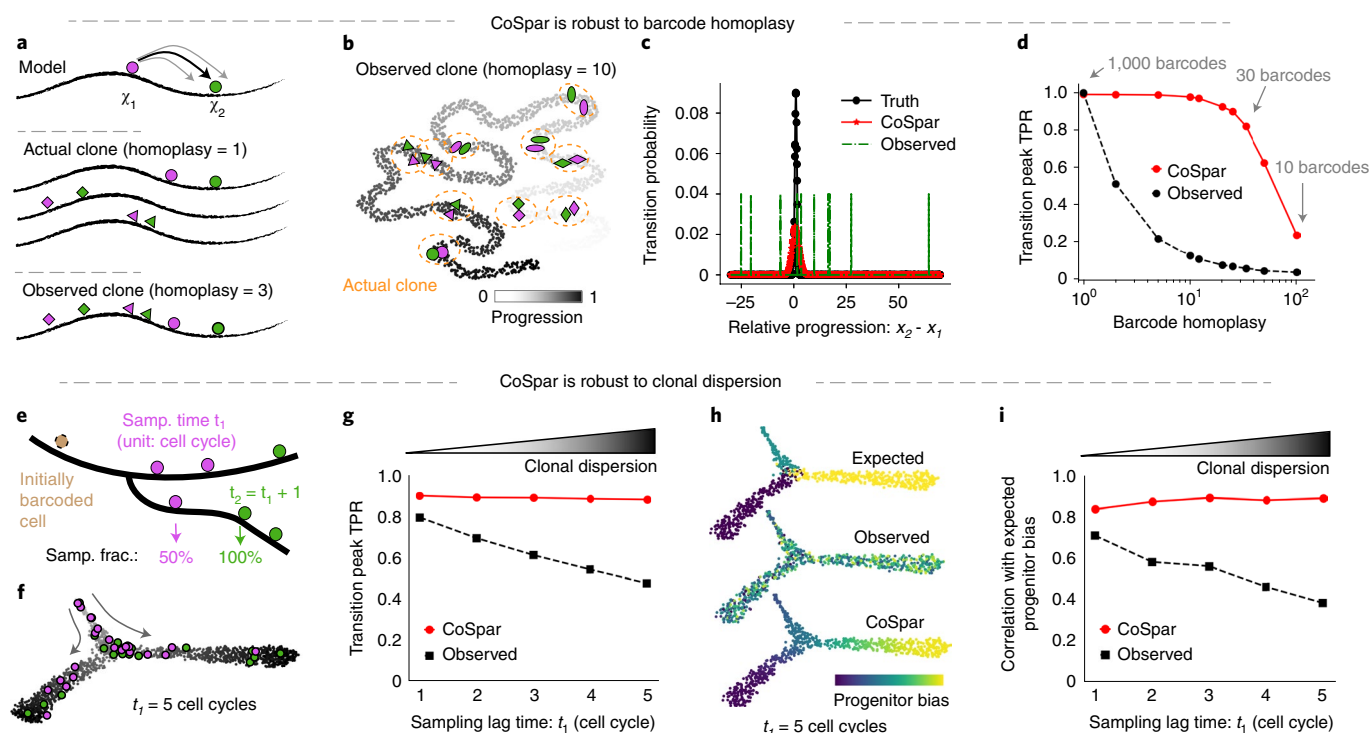 CoSpar is robust to barcode homoplasy
a
Model
χ1
χ2
Actual clone (homoplasy = 1)
Observed clone (homoplasy = 3)
b
Observed clone (homoplasy = 10)
Actual clone
0
1
Progression
c
Transition probability
0.08
0.06
0.04
0.02
0
Truth
CoSpar
Observed
−25
0
25
50
Relative progression: x2 - x1
d
1,000 barcodes
30 barcodes
10 barcodes
Transition peak TPR
1.0
0.8
0.6
0.4
0.2
0
CoSpar
Observed
10^0
10^1
10^2
Barcode homoplasy
CoSpar is robust to clonal dispersion
e
Samp. time t1
(unit: cell cycle)
Initially
barcoded
cell
t2 = t1 + 1
Samp. frac.:
50%
100%
f
t1 = 5 cell cycles
g
Clonal dispersion
Transition peak TPR
1.0
0.8
0.6
0.4
0.2
0
CoSpar
Observed
1
2
3
4
5
Sampling lag time: t1 (cell cycle)
h
Expected
Observed
CoSpar
Progenitor bias
t1 = 5 cell cycles
i
Clonal dispersion
Correlation with expected
progenitor bias
1.0
0.8
0.6
0.4
0.2
0
CoSpar
Observed
1
2
3
4
5
Sampling lag time: t1 (cell cycle)